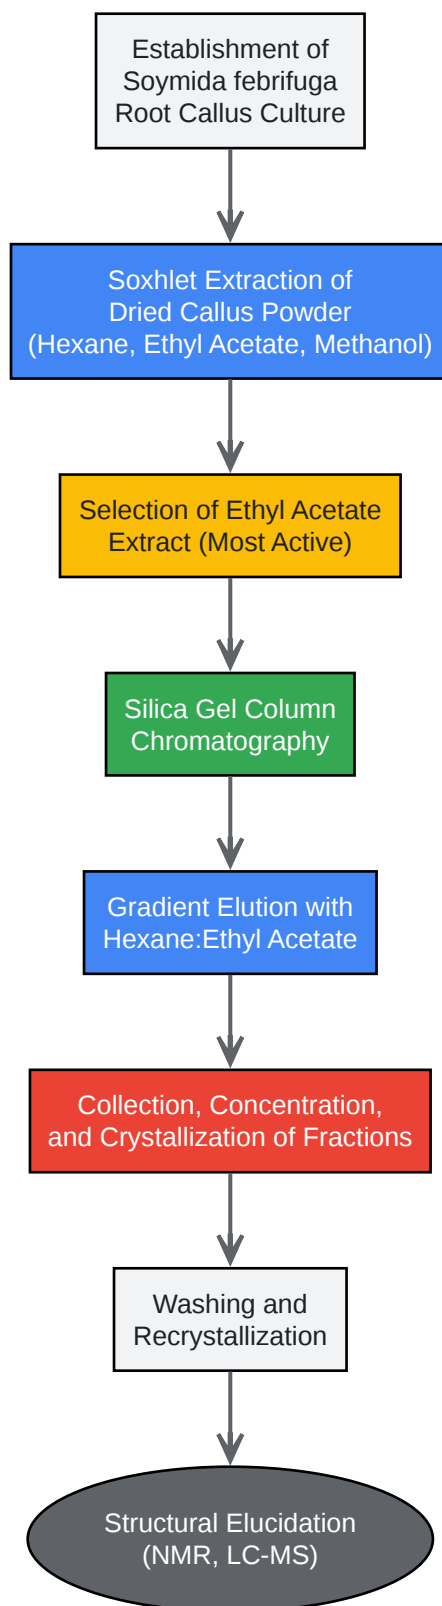 Establishment of
Soymida febrifuga
Root Callus Culture
Soxhlet Extraction of
Dried Callus Powder
(Hexane, Ethyl Acetate, Methanol)
Selection of Ethyl Acetate
Extract (Most Active)
Silica Gel Column
Chromatography
Gradient Elution with
Hexane:Ethyl Acetate
Collection, Concentration,
and Crystallization of Fractions
Washing and
Recrystallization
Structural Elucidation
(NMR, LC-MS)